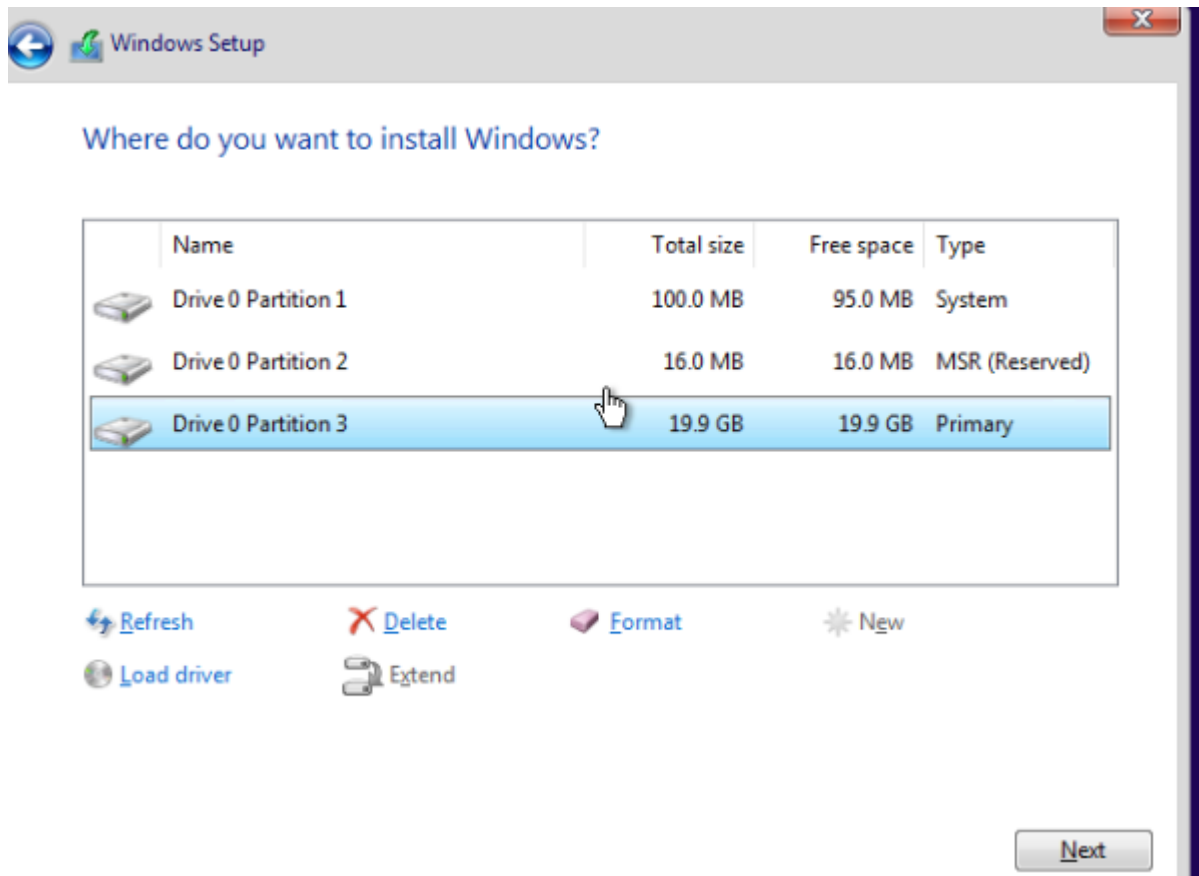 Windows Setup
Where do you want to install Windows?
Name Total size Free space Type
Drive 0 Partition 1 100.0 MB 95.0 MB System
Drive 0 Partition 2 16.0 MB 16.0 MB MSR (Reserved)
Drive 0 Partition 3 19.9 GB 19.9 GB Primary
Refresh Delete Format New
Load driver Extend
Next